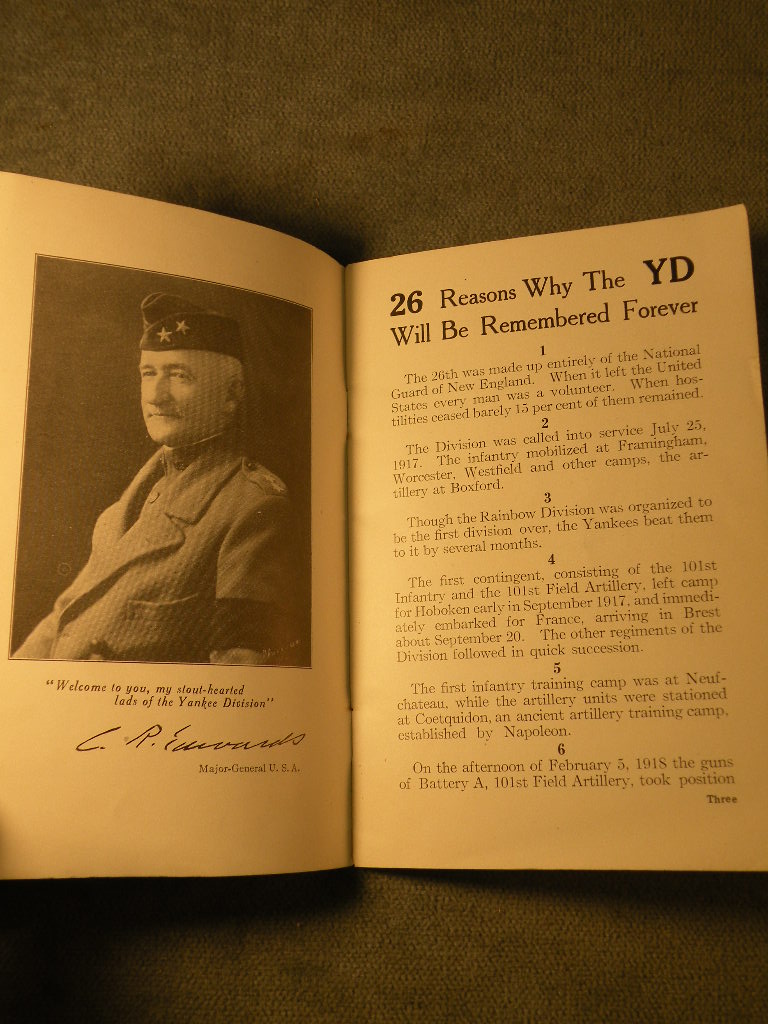 "Welcome to you, my stout-hearted
lads of the Yankee Division"
C. R. Edwards
Major-General U. S. A.
26 Reasons Why The YD
Will Be Remembered Forever
1
The 26th was made up entirely of the National
Guard of New England. When it left the United
States every man was a volunteer. When hos-
tilities ceased barely 15 per cent of them remained.
2
The Division was called into service July 25,
1917. The infantry mobilized at Framingham,
Worcester, Westfield and other camps, the ar-
tillery at Boxford.
3
Though the Rainbow Division was organized to
be the first division over, the Yankees beat them
to it by several months.
4
The first contingent, consisting of the 101st
Infantry and the 101st Field Artillery, left camp
for Hoboken early in September 1917, and immedi-
ately embarked for France, arriving in Brest
about September 20. The other regiments of the
Division followed in quick succession.
5
The first infantry training camp was at Neuf-
chateau, while the artillery units were stationed
at Coetquidon, an ancient artillery training camp,
established by Napoleon.
6
On the afternoon of February 5, 1918 the guns
of Battery A, 101st Field Artillery, took position
Three